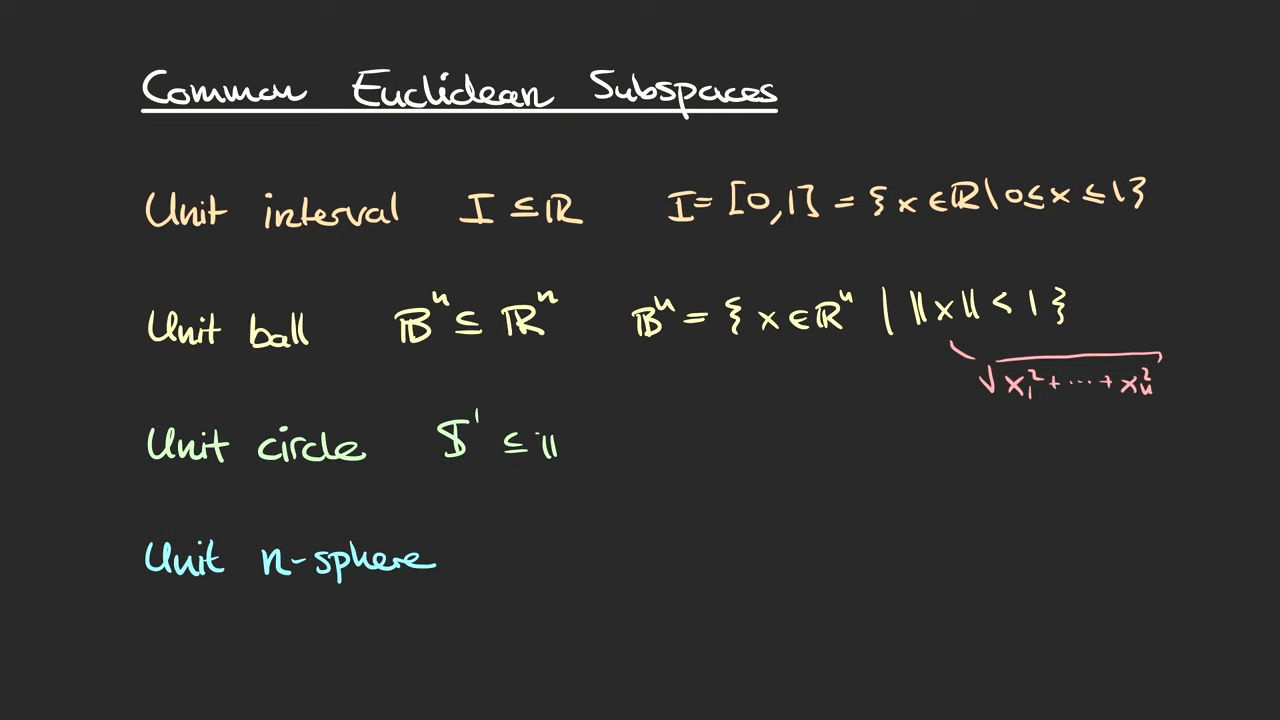 Common Euclidean Subspaces
Unit interval I ⊆ ℝ I = [0,1] = {x ∈ ℝ | 0 ≤ x ≤ 1}
Unit ball 𝔹ⁿ ⊆ ℝⁿ 𝔹ⁿ = {x ∈ ℝⁿ | ‖x‖ < 1}
√(x₁² + ⋯ + xₙ²)
Unit circle 𝕊¹ ⊆
Unit n-sphere